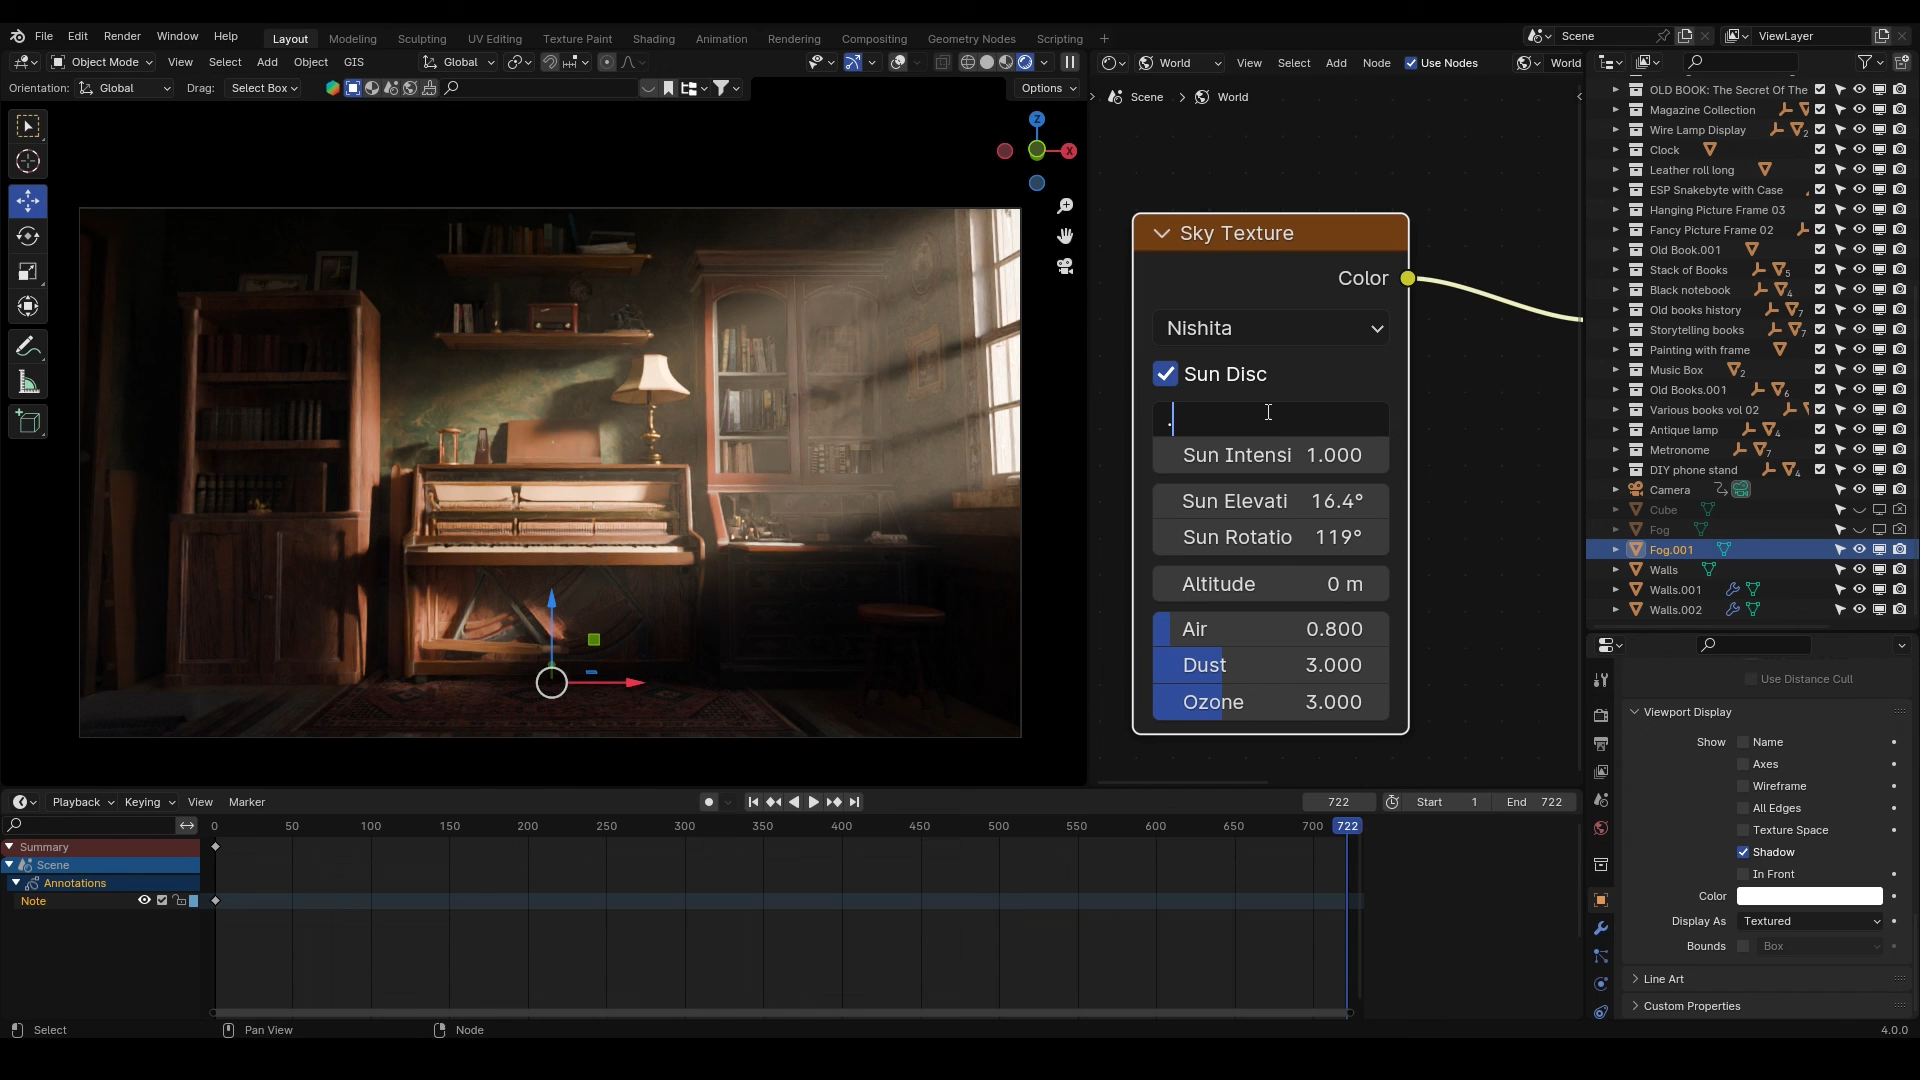 File Edit Render Window Help Layout Modeling Sculpting UV Editing Texture Paint Shading Animation Rendering Compositing Geometry Nodes Scripting + Scene ViewLayer
Object Mode View Select Add Object GIS Global World View Select Add Node Use Nodes World
Orientation: Global Drag: Select Box Options
Scene > World
Z
X
Sky Texture
Color
Nishita
Sun Disc
.
Sun Intensi 1.000
Sun Elevati 16.4°
Sun Rotatio 119°
Altitude 0 m
Air 0.800
Dust 3.000
Ozone 3.000
OLD BOOK: The Secret Of The
Magazine Collection
Wire Lamp Display 2
Clock
Leather roll long
ESP Snakebyte with Case
Hanging Picture Frame 03
Fancy Picture Frame 02
Old Book.001
Stack of Books 5
Black notebook 4
Old books history 7
Storytelling books 7
Painting with frame
Music Box 2
Old Books.001 6
Various books vol 02
Antique lamp 4
Metronome 7
DIY phone stand 4
Camera
Cube
Fog
Fog.001
Walls
Walls.001
Walls.002
Use Distance Cull
Viewport Display
Show Name
Axes
Wireframe
All Edges
Texture Space
Shadow
In Front
Color
Display As Textured
Bounds Box
Line Art
Custom Properties
Playback Keying View Marker 722 Start 1 End 722
0 50 100 150 200 250 300 350 400 450 500 550 600 650 700 722
Summary
Scene
Annotations
Note
Select Pan View Node 4.0.0